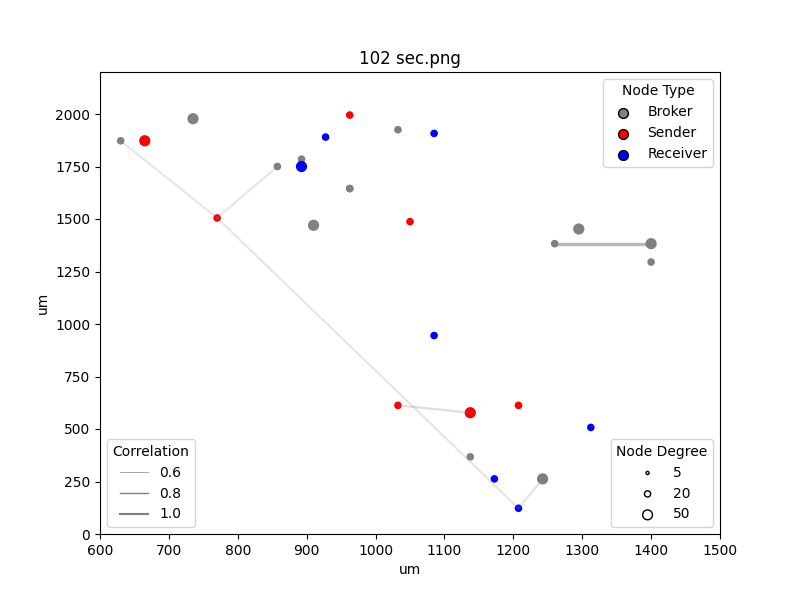 102 sec.png
Node Type
Broker
Sender
Receiver
um
2000
1750
1500
1250
1000
750
500
250
0
Correlation
0.6
0.8
1.0
Node Degree
5
20
50
600 700 800 900 1000 1100 1200 1300 1400 1500
um